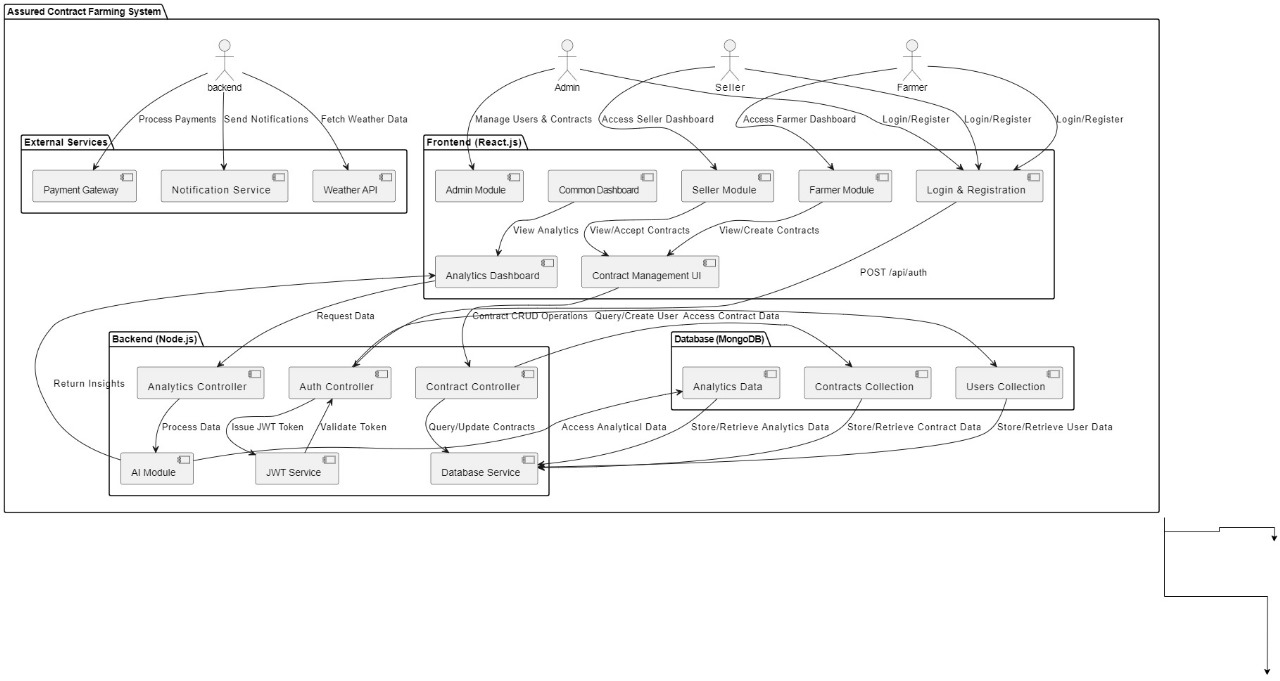 Assured Contract Farming System
backend
Admin
Seller
Farmer
Process Payments
Send Notifications
Fetch Weather Data
Manage Users & Contracts
Access Seller Dashboard
Access Farmer Dashboard
Login/Register
Login/Register
Login/Register
External Services
Frontend (React.js)
Payment Gateway
Notification Service
Weather API
Admin Module
Common Dashboard
Seller Module
Farmer Module
Login & Registration
View Analytics
View/Accept Contracts
View/Create Contracts
Analytics Dashboard
Contract Management UI
POST /api/auth
Request Data
Contract CRUD Operations
Query/Create User
Access Contract Data
Backend (Node.js)
Database (MongoDB)
Return Insights
Analytics Controller
Auth Controller
Contract Controller
Analytics Data
Contracts Collection
Users Collection
Process Data
Issue JWT Token
Validate Token
Query/Update Contracts
Access Analytical Data
Store/Retrieve Analytics Data
Store/Retrieve Contract Data
Store/Retrieve User Data
AI Module
JWT Service
Database Service